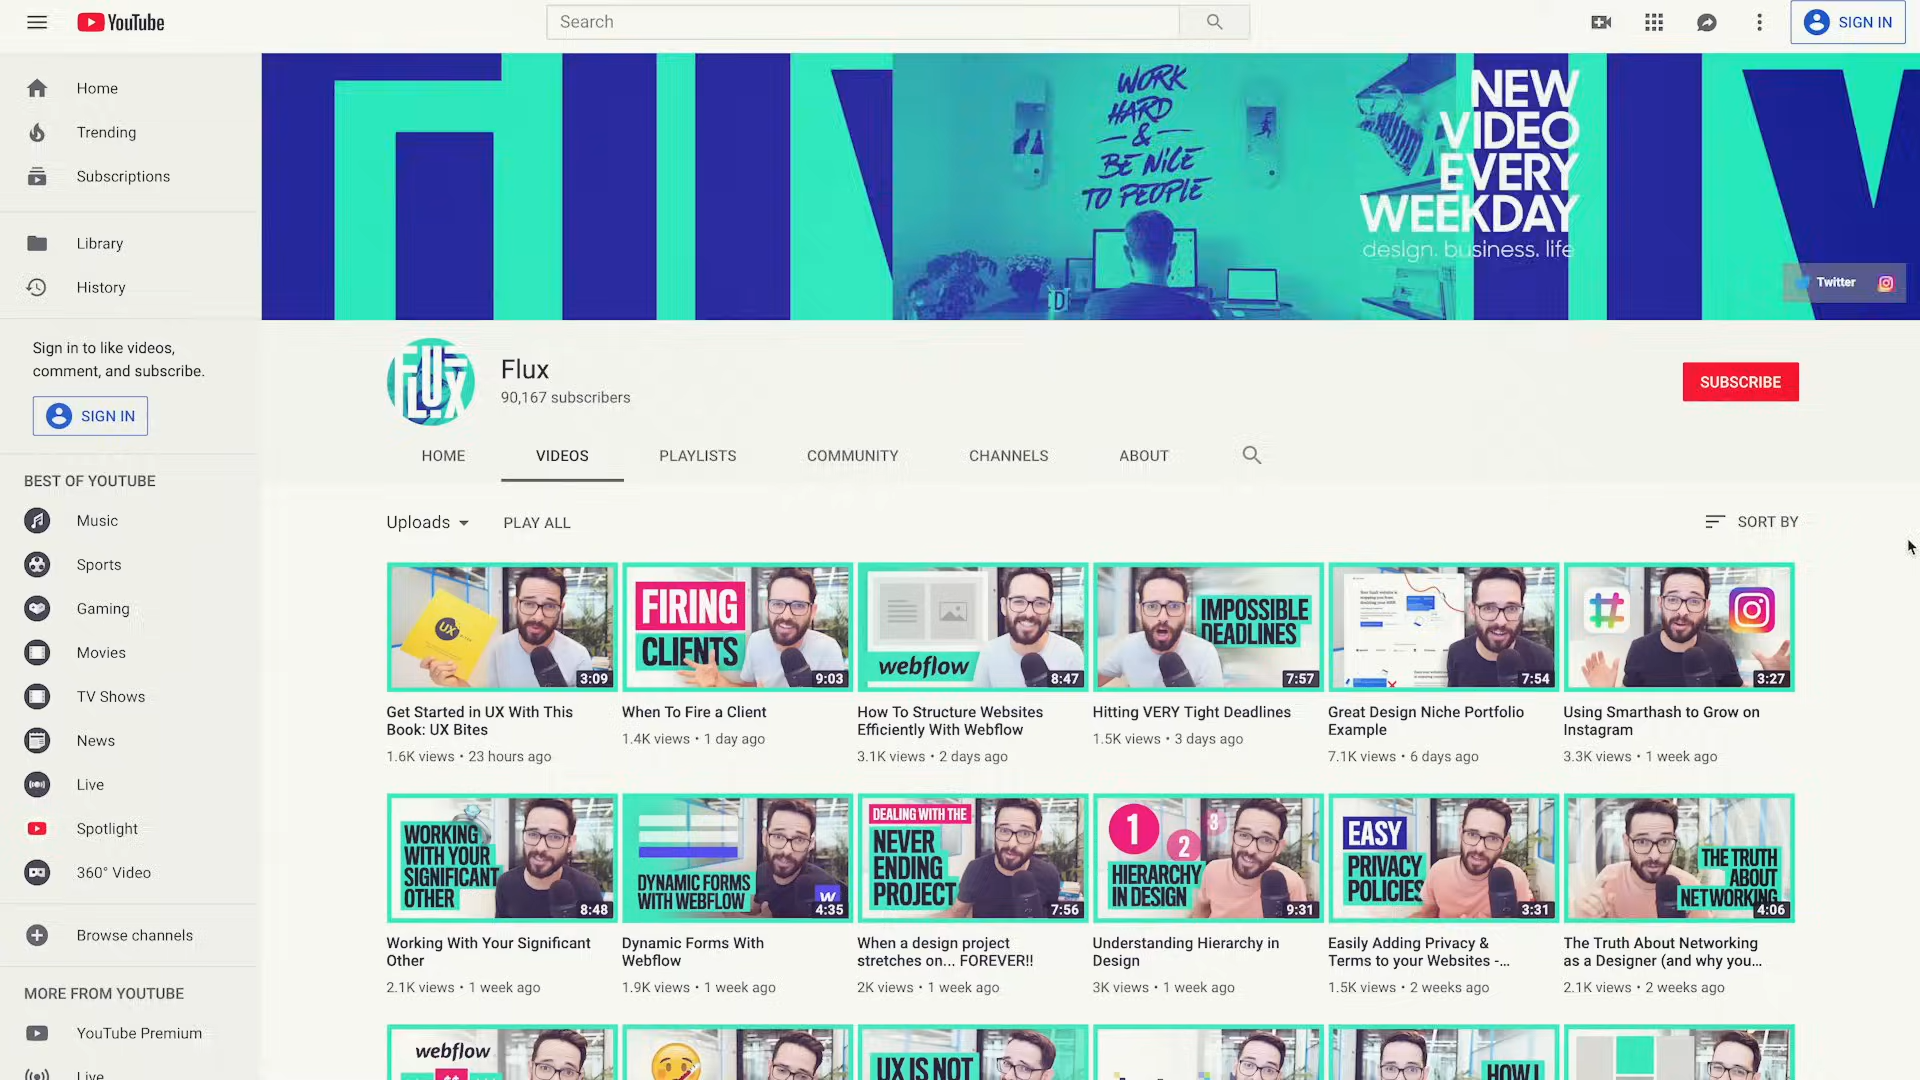 YouTube
Search
SIGN IN
Home
Trending
Subscriptions
Library
History
Sign in to like videos,
comment, and subscribe.
SIGN IN
BEST OF YOUTUBE
Music
Sports
Gaming
Movies
TV Shows
News
Live
Spotlight
360° Video
Browse channels
MORE FROM YOUTUBE
YouTube Premium
Live
WORK
HARD
&
BE NICE
TO PEOPLE
NEW
VIDEO
EVERY
WEEKDAY
design. business. life
Twitter
FLUX
Flux
90,167 subscribers
SUBSCRIBE
HOME
VIDEOS
PLAYLISTS
COMMUNITY
CHANNELS
ABOUT
Uploads
PLAY ALL
SORT BY
UX
3:09
Get Started in UX With This
Book: UX Bites
1.6K views • 23 hours ago
FIRING
CLIENTS
9:03
When To Fire a Client
1.4K views • 1 day ago
webflow
8:47
How To Structure Websites
Efficiently With Webflow
3.1K views • 2 days ago
IMPOSSIBLE
DEADLINES
7:57
Hitting VERY Tight Deadlines
1.5K views • 3 days ago
7:54
Great Design Niche Portfolio
Example
7.1K views • 6 days ago
3:27
Using Smarthash to Grow on
Instagram
3.3K views • 1 week ago
WORKING
WITH YOUR
SIGNIFICANT
OTHER
8:48
Working With Your Significant
Other
2.1K views • 1 week ago
DYNAMIC FORMS
WITH WEBFLOW
W
4:35
Dynamic Forms With
Webflow
1.9K views • 1 week ago
DEALING WITH THE
NEVER
ENDING
PROJECT
7:56
When a design project
stretches on... FOREVER!!
2K views • 1 week ago
1
2
3
HIERARCHY
IN DESIGN
9:31
Understanding Hierarchy in
Design
3K views • 1 week ago
EASY
PRIVACY
POLICIES
3:31
Easily Adding Privacy &
Terms to your Websites -...
1.5K views • 2 weeks ago
THE TRUTH
ABOUT
NETWORKING
4:06
The Truth About Networking
as a Designer (and why you...
2.1K views • 2 weeks ago
webflow
UX IS NOT
HOW I